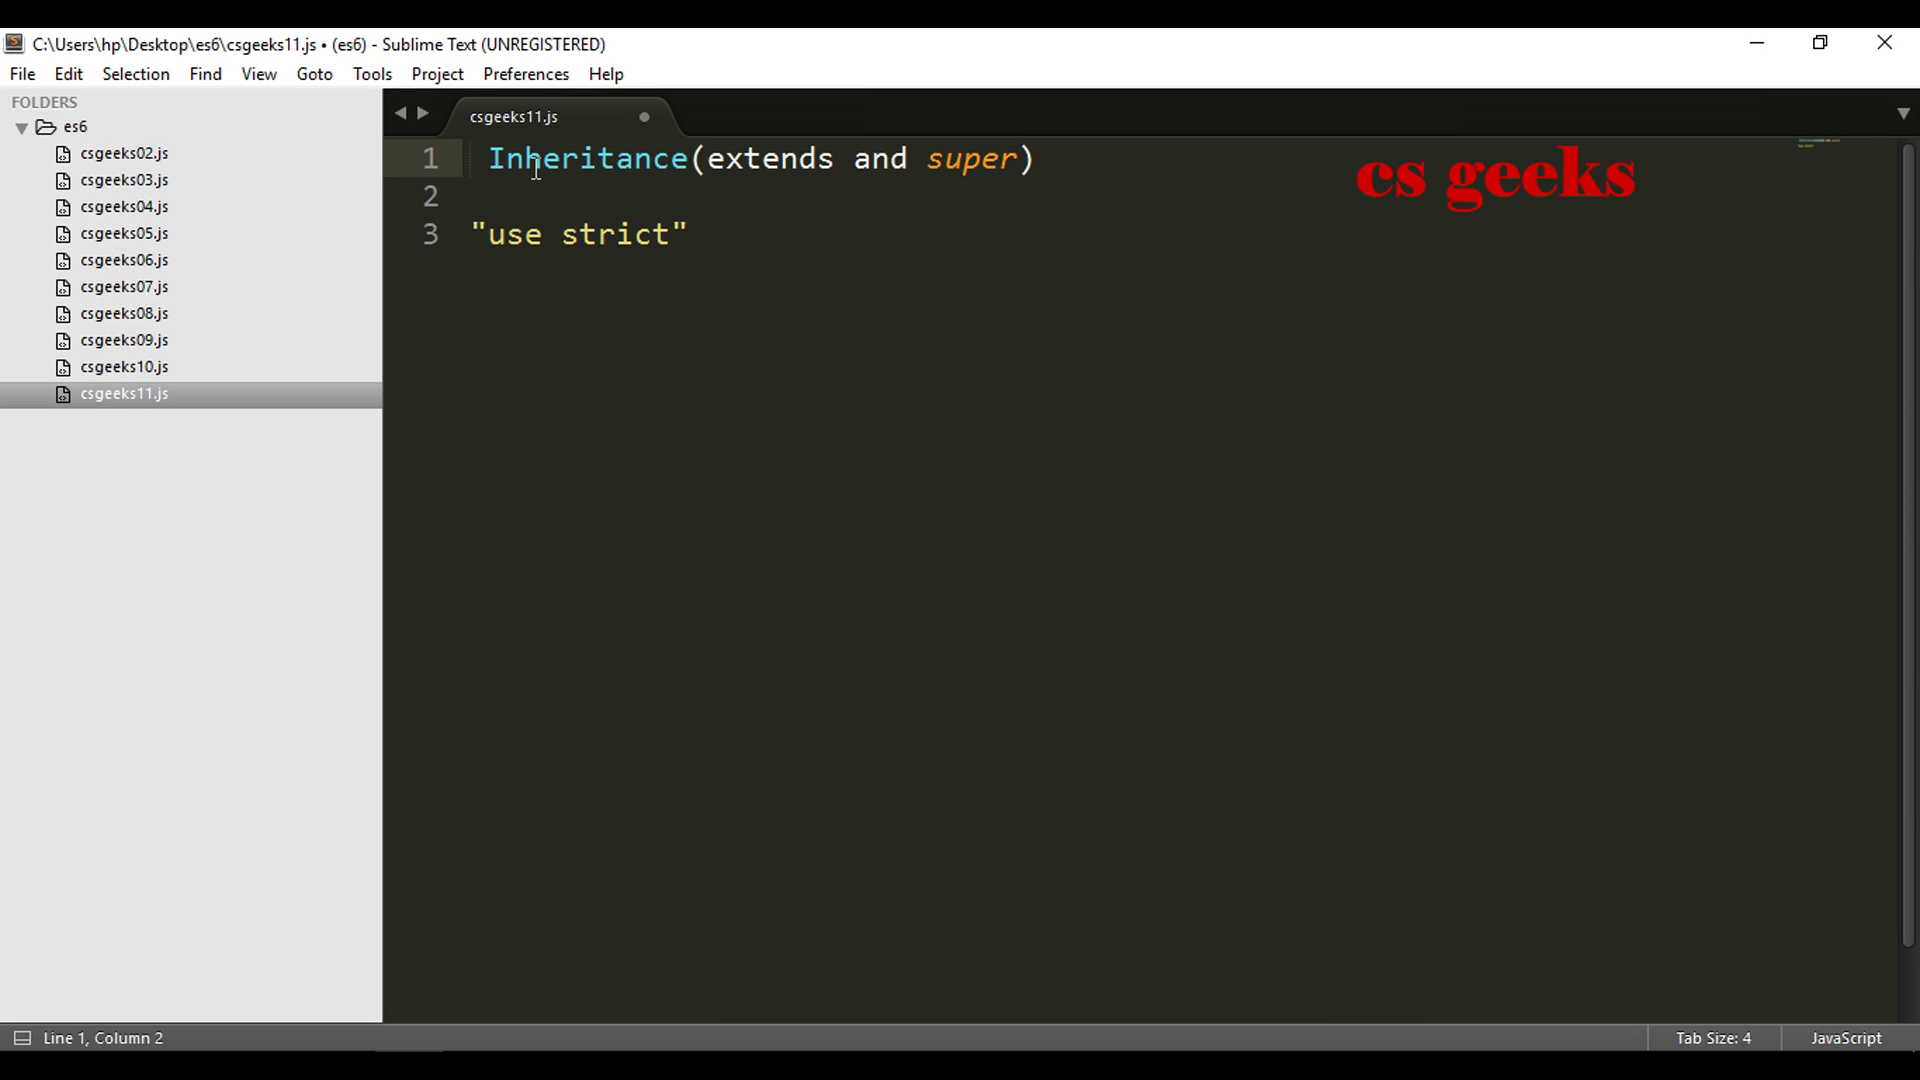 C:\Users\hp\Desktop\es6\csgeeks11.js • (es6) - Sublime Text (UNREGISTERED)
File Edit Selection Find View Goto Tools Project Preferences Help
FOLDERS
es6
csgeeks02.js
csgeeks03.js
csgeeks04.js
csgeeks05.js
csgeeks06.js
csgeeks07.js
csgeeks08.js
csgeeks09.js
csgeeks10.js
csgeeks11.js
csgeeks11.js
1 Inheritance(extends and super)
2
3 "use strict"
cs geeks
Line 1, Column 2
Tab Size: 4
JavaScript